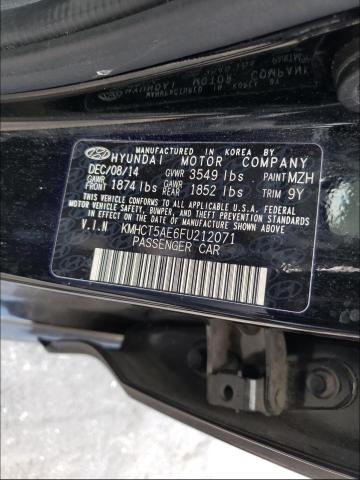 MANUFACTURED IN KOREA BY
HYUNDAI MOTOR COMPANY
DEC/08/14 GVWR 3549 lbs PAINT MZH
GAWR FRONT 1874 lbs GAWR REAR 1852 lbs TRIM 9Y
THIS VEHICLE CONFORMS TO ALL APPLICABLE FEDERAL
MOTOR VEHICLE SAFETY, BUMPER, AND THEFT PREVENTION
STANDARDS IN EFFECT ON THE DATE OF MANUFACTURE SHOWN ABOVE.
V.I.N KMHCT5AE6FU212071
PASSENGER CAR